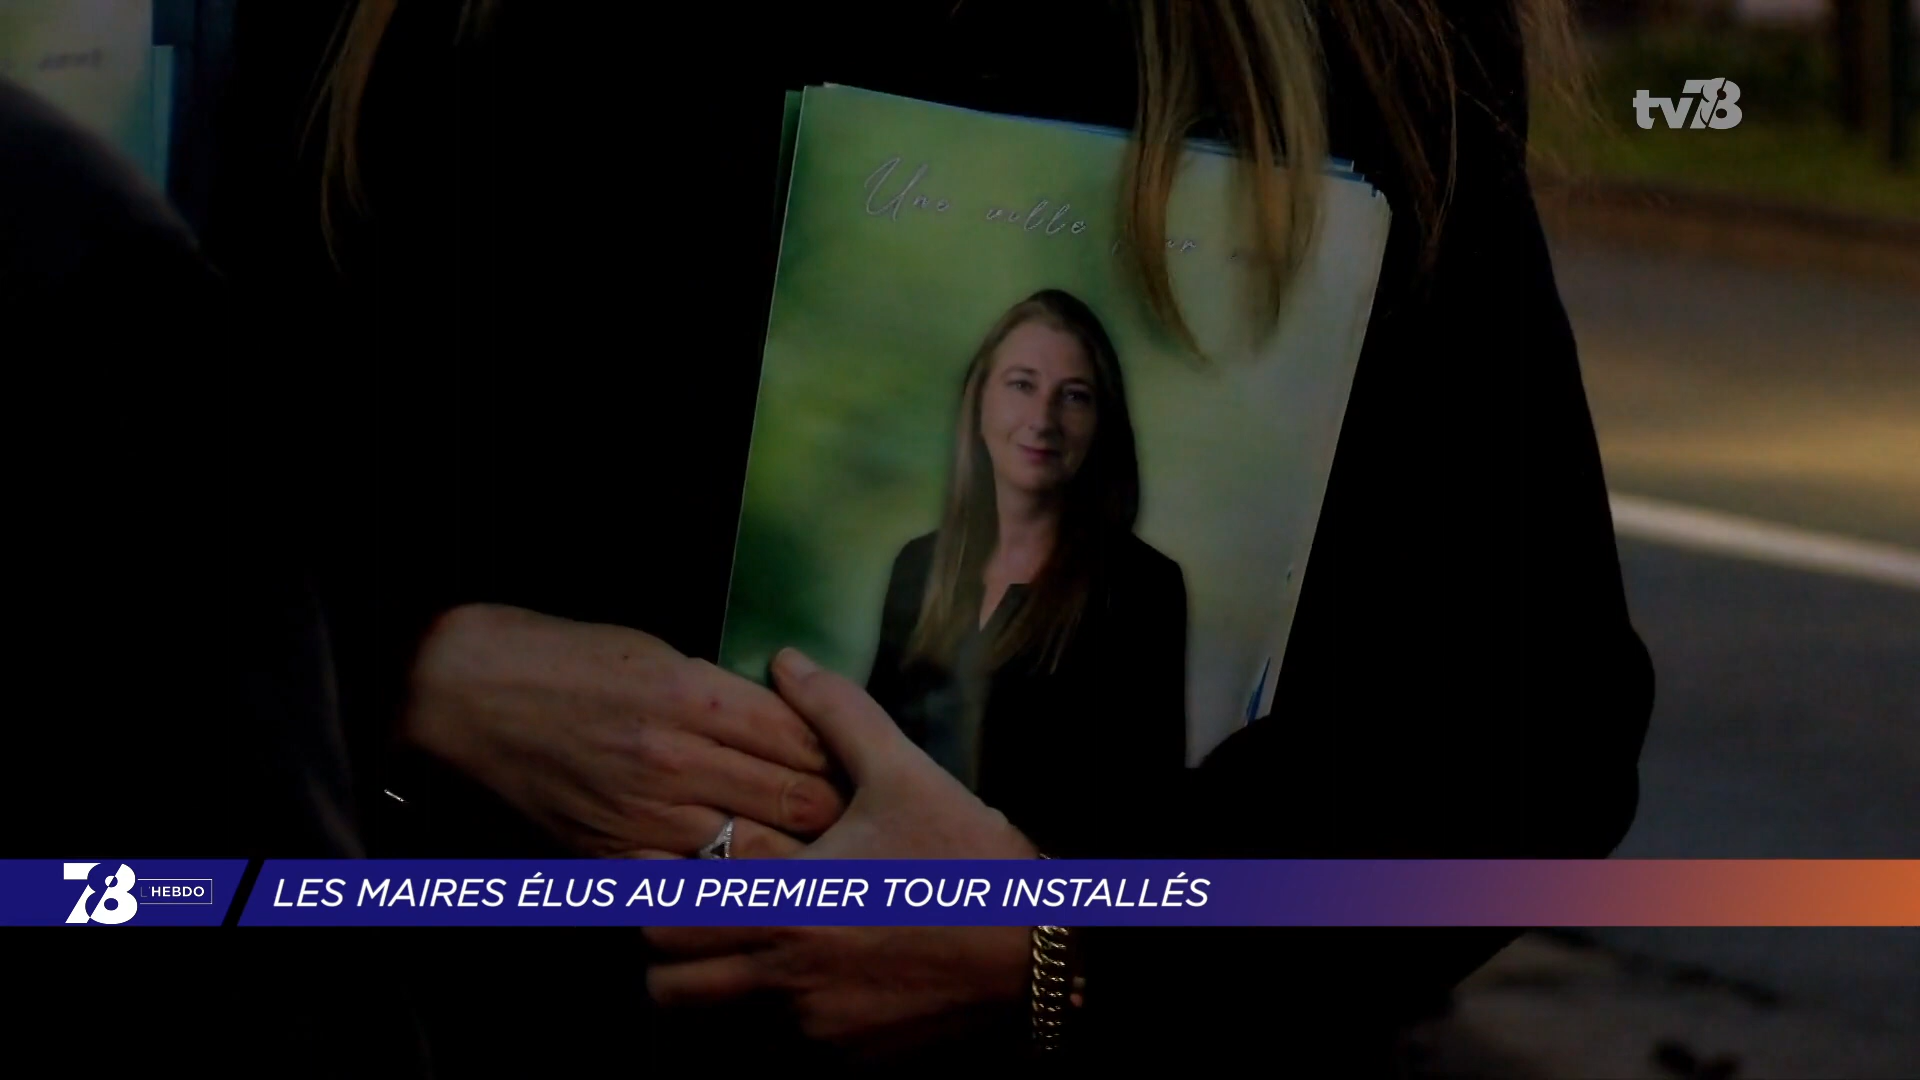 tv78
Une ville
78 L'HEBDO
LES MAIRES ÉLUS AU PREMIER TOUR INSTALLÉS